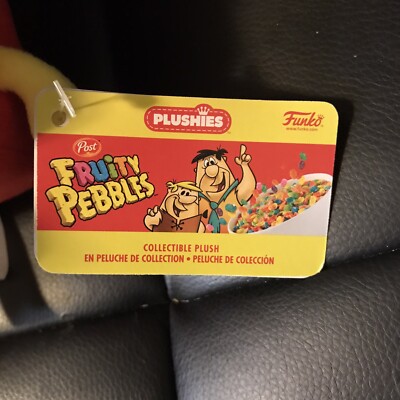 PLUSHIES
Funko
www.funko.com
Post
FRUITY
PEBBLES
COLLECTIBLE PLUSH
EN PELUCHE DE COLLECTION • PELUCHE DE COLECCIÓN